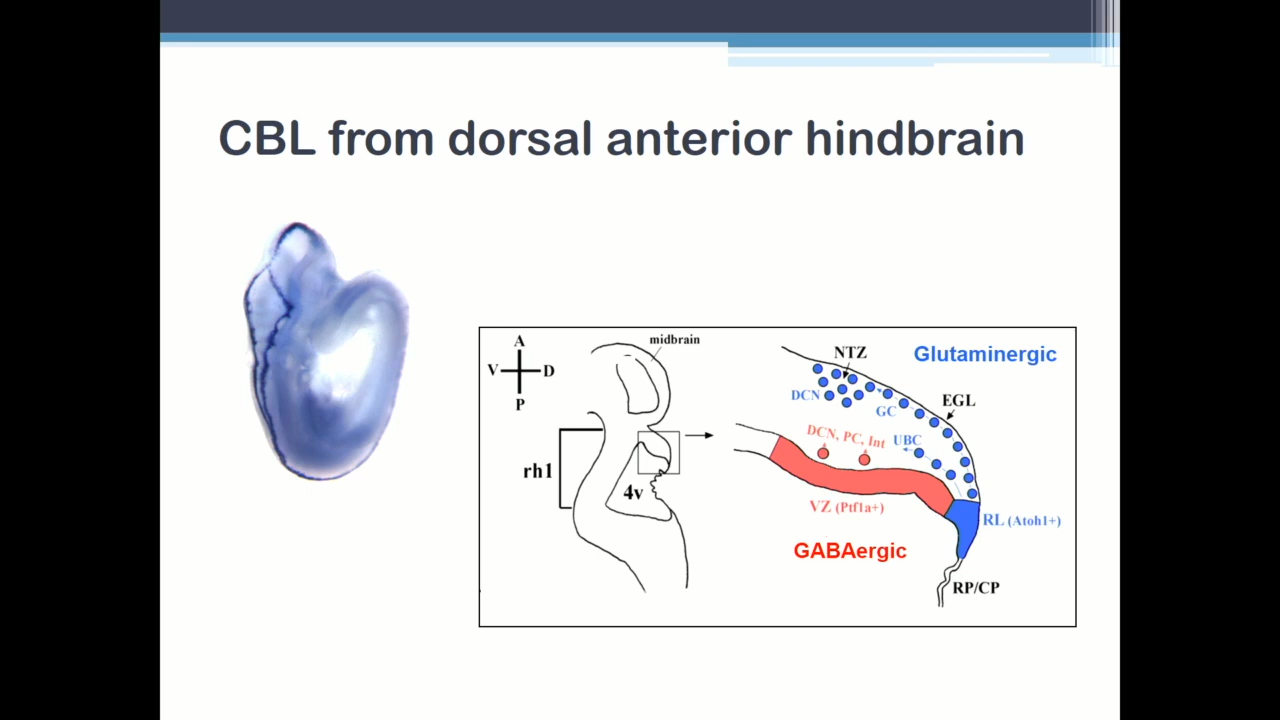 CBL from dorsal anterior hindbrain
A
V
D
P
midbrain
rh1
4v
NTZ
Glutaminergic
DCN
GC
EGL
DCN, PC, Int
UBC
VZ (Ptf1a+)
RL (Atoh1+)
GABAergic
RP/CP